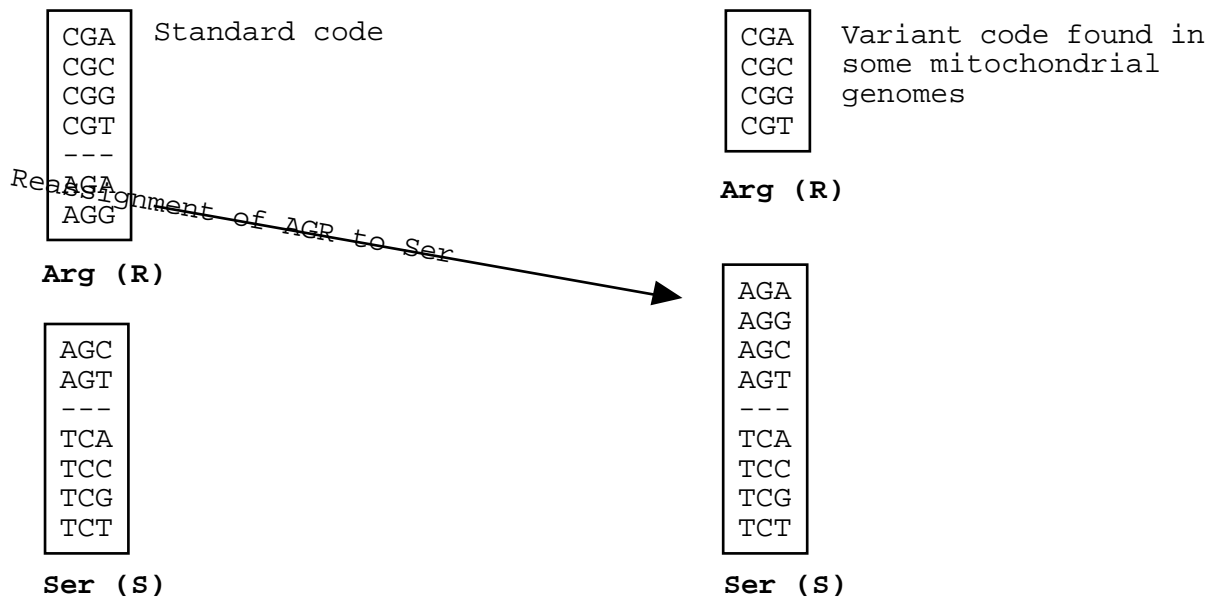 CGA
CGC
CGG
CGT
---
AGA
AGG
Standard code
Arg (R)
Reassignment of AGR to Ser
AGC
AGT
---
TCA
TCC
TCG
TCT
Ser (S)
CGA
CGC
CGG
CGT
Variant code found in
some mitochondrial
genomes
Arg (R)
AGA
AGG
AGC
AGT
---
TCA
TCC
TCG
TCT
Ser (S)